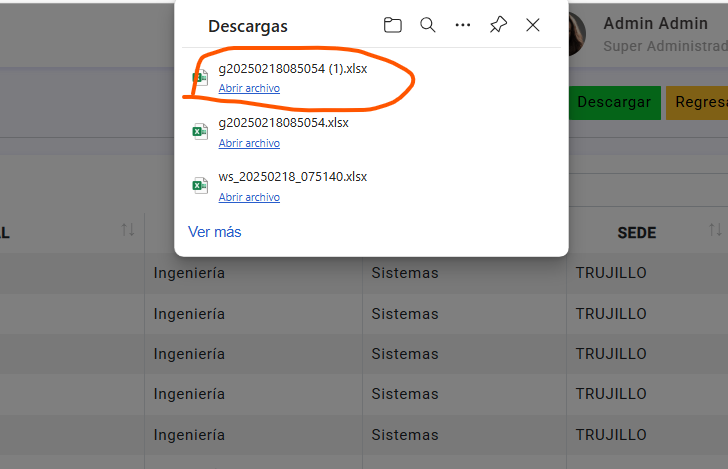 Descargas
Admin Admin
Super Administrad
g20250218085054 (1).xlsx
Abrir archivo
Descargar
Regresa
g20250218085054.xlsx
Abrir archivo
ws_20250218_075140.xlsx
Abrir archivo
Ver más
L
SEDE
Ingeniería Sistemas TRUJILLO
Ingeniería Sistemas TRUJILLO
Ingeniería Sistemas TRUJILLO
Ingeniería Sistemas TRUJILLO
Ingeniería Sistemas TRUJILLO